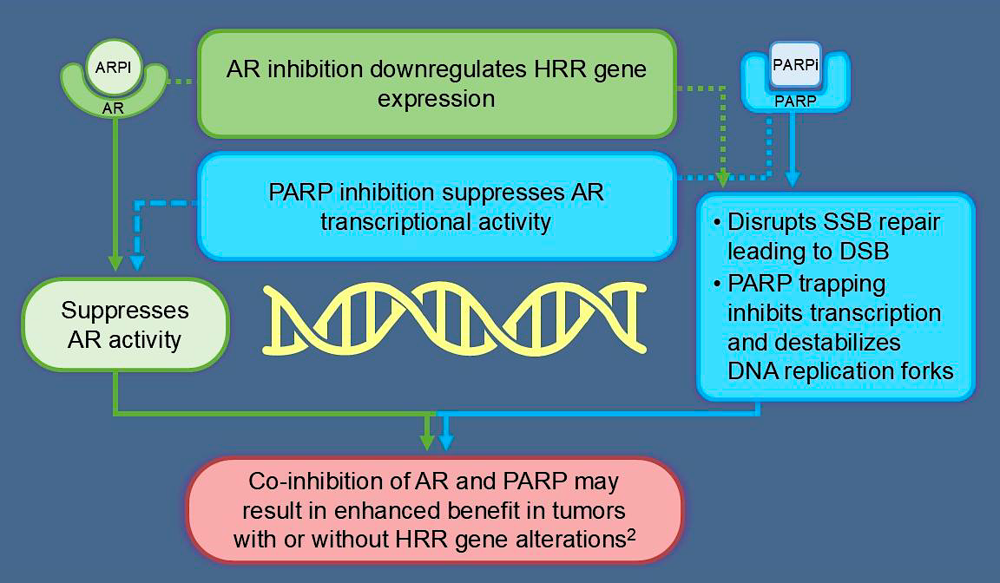 ARPI
AR
AR inhibition downregulates HRR gene
expression
PARPi
PARP
PARP inhibition suppresses AR
transcriptional activity
Suppresses
AR activity
• Disrupts SSB repair
leading to DSB
• PARP trapping
inhibits transcription
and destabilizes
DNA replication forks
Co-inhibition of AR and PARP may
result in enhanced benefit in tumors
with or without HRR gene alterations²